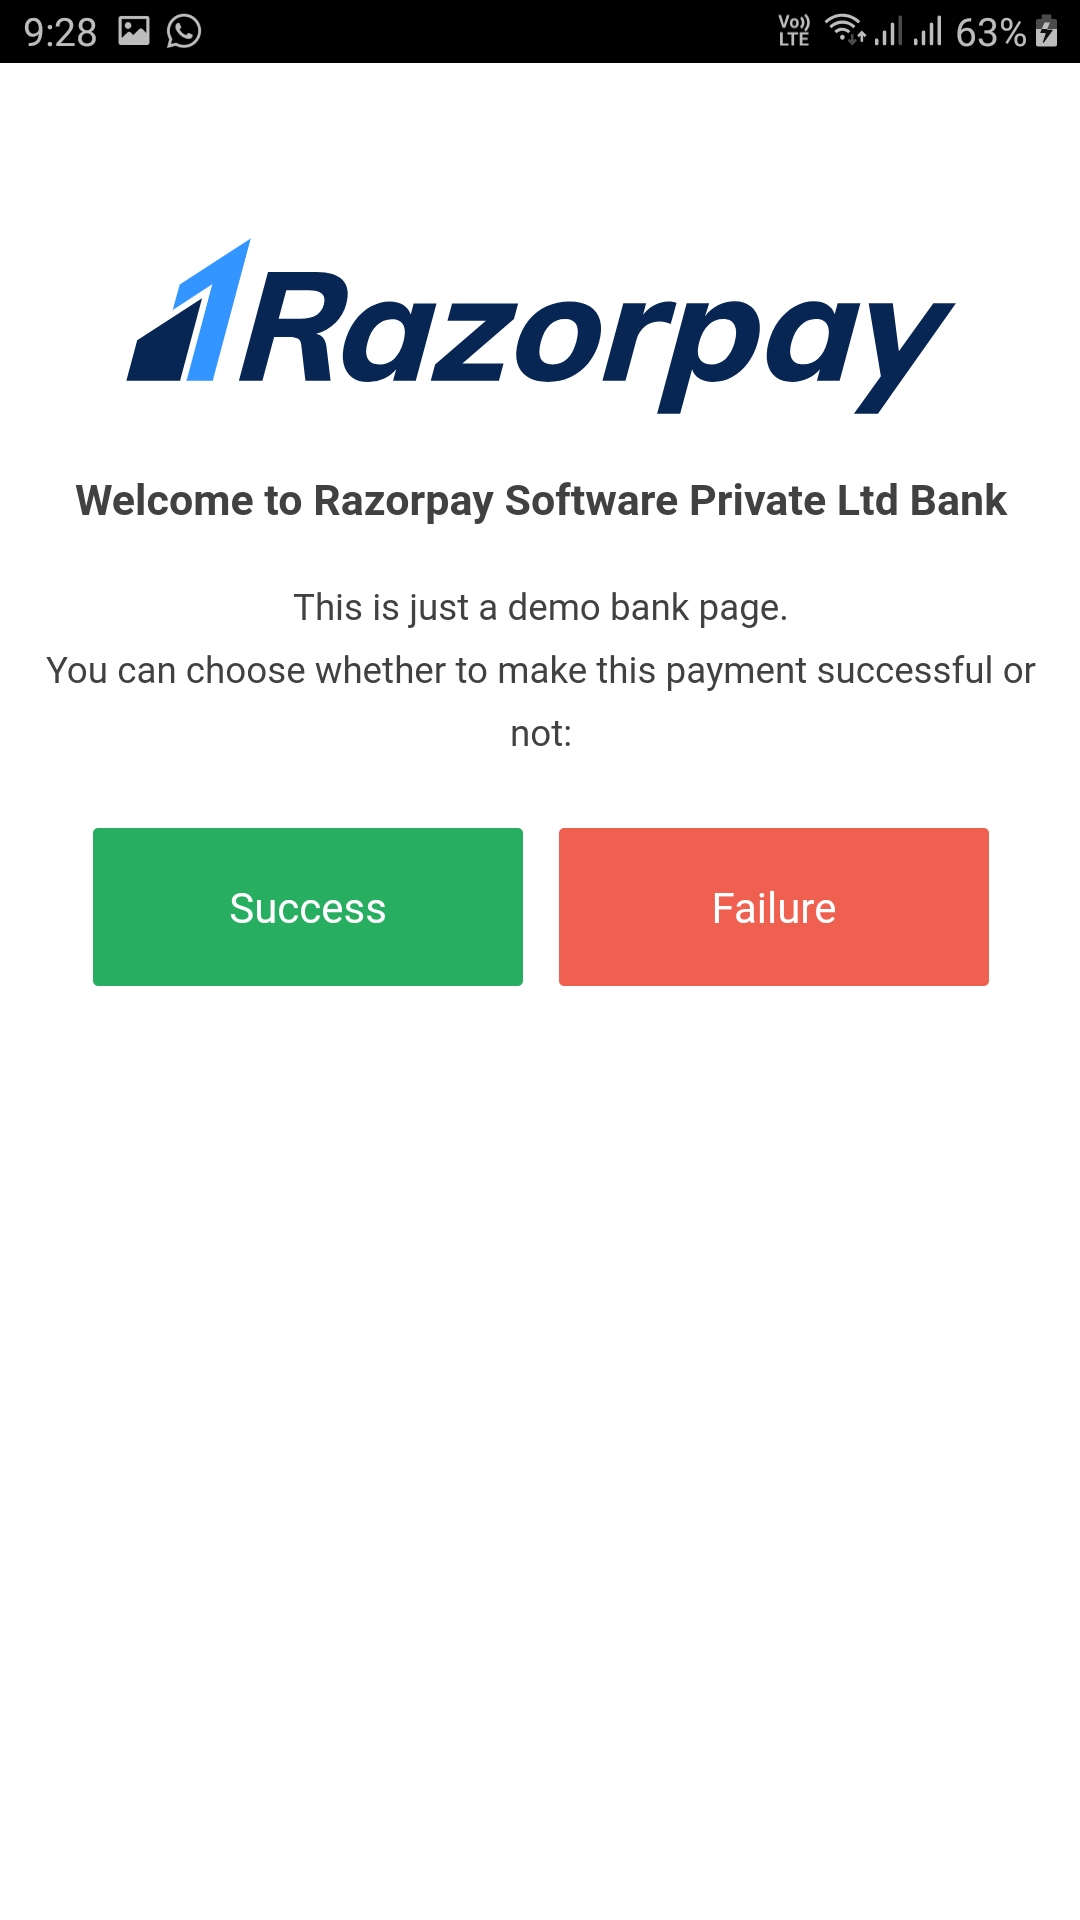 9:28 Vo)) LTE 63%
Razorpay
Welcome to Razorpay Software Private Ltd Bank
This is just a demo bank page.
You can choose whether to make this payment successful or
not:
Success Failure